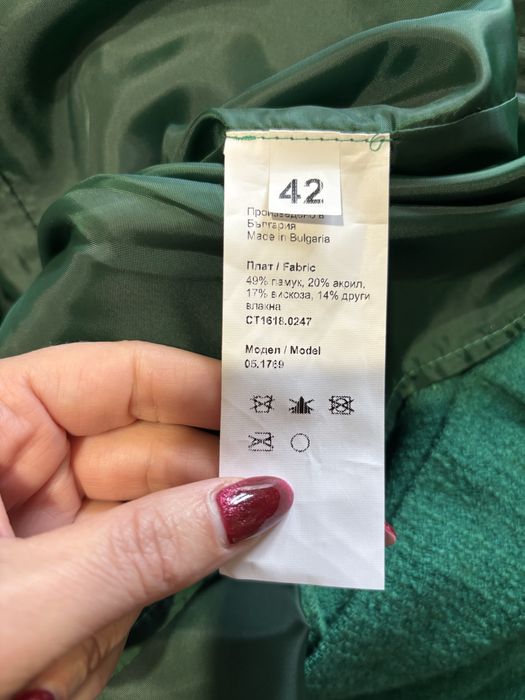 42
Произведено в
България
Made in Bulgaria
Плат / Fabric
49% памук, 20% акрил,
17% вискоза, 14% други
влакна
CT1618.0247
Модел / Model
05.1769